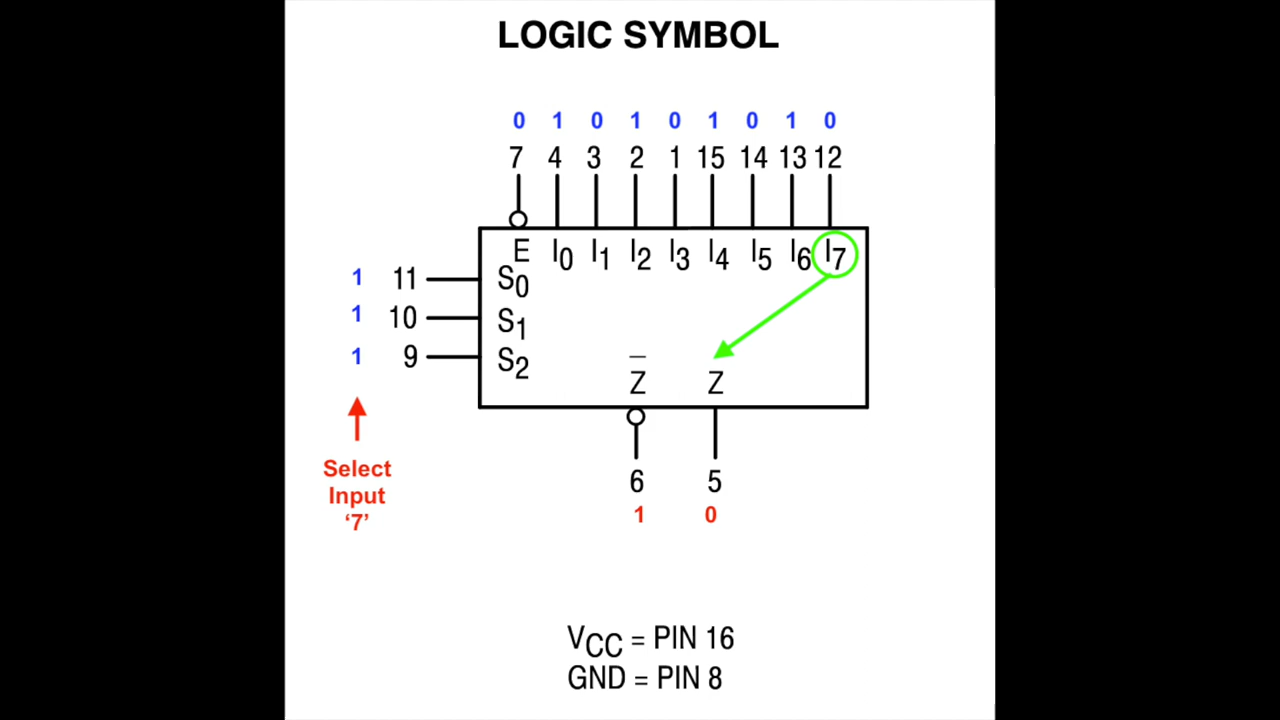 LOGIC SYMBOL
0 1 0 1 0 1 0 1 0
7 4 3 2 1 15 14 13 12
E I0 I1 I2 I3 I4 I5 I6 I7
1 11 S0
1 10 S1
1 9 S2
Z̅ Z
6 5
1 0
Select
Input
‘7’
VCC = PIN 16
GND = PIN 8